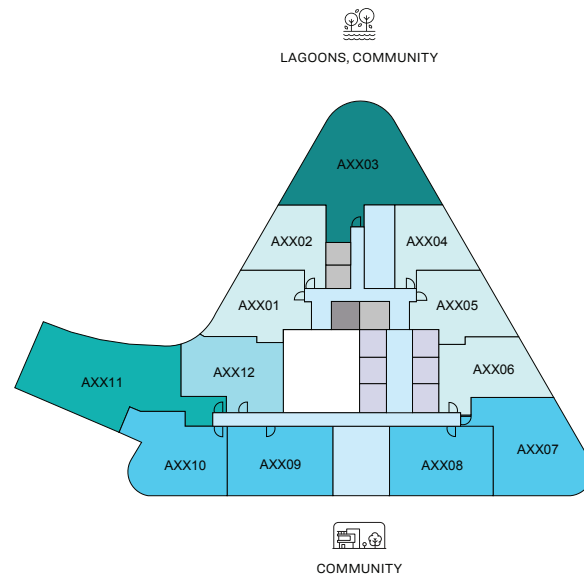 LAGOONS, COMMUNITY
AXX03
AXX02
AXX04
AXX01
AXX05
AXX12
AXX06
AXX11
AXX10
AXX09
AXX08
AXX07
COMMUNITY